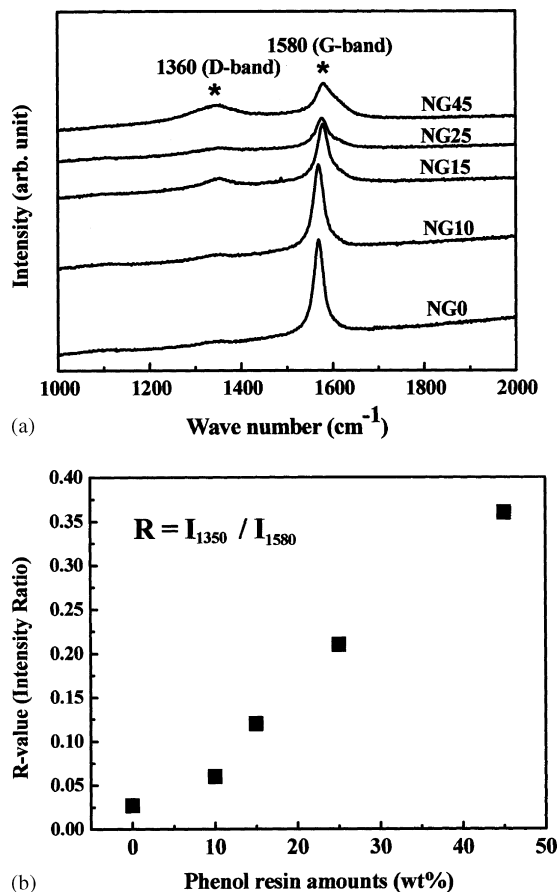 1580 (G-band)
1360 (D-band)
*
*
NG45
NG25
NG15
NG10
NG0
Intensity (arb. unit)
1000 1200 1400 1600 1800 2000
(a)
Wave number (cm-1)
0.40
R = I1350 / I1580
0.35
0.30
0.25
0.20
0.15
0.10
0.05
0.00
R-value (Intensity Ratio)
0 10 20 30 40 50
(b)
Phenol resin amounts (wt%)